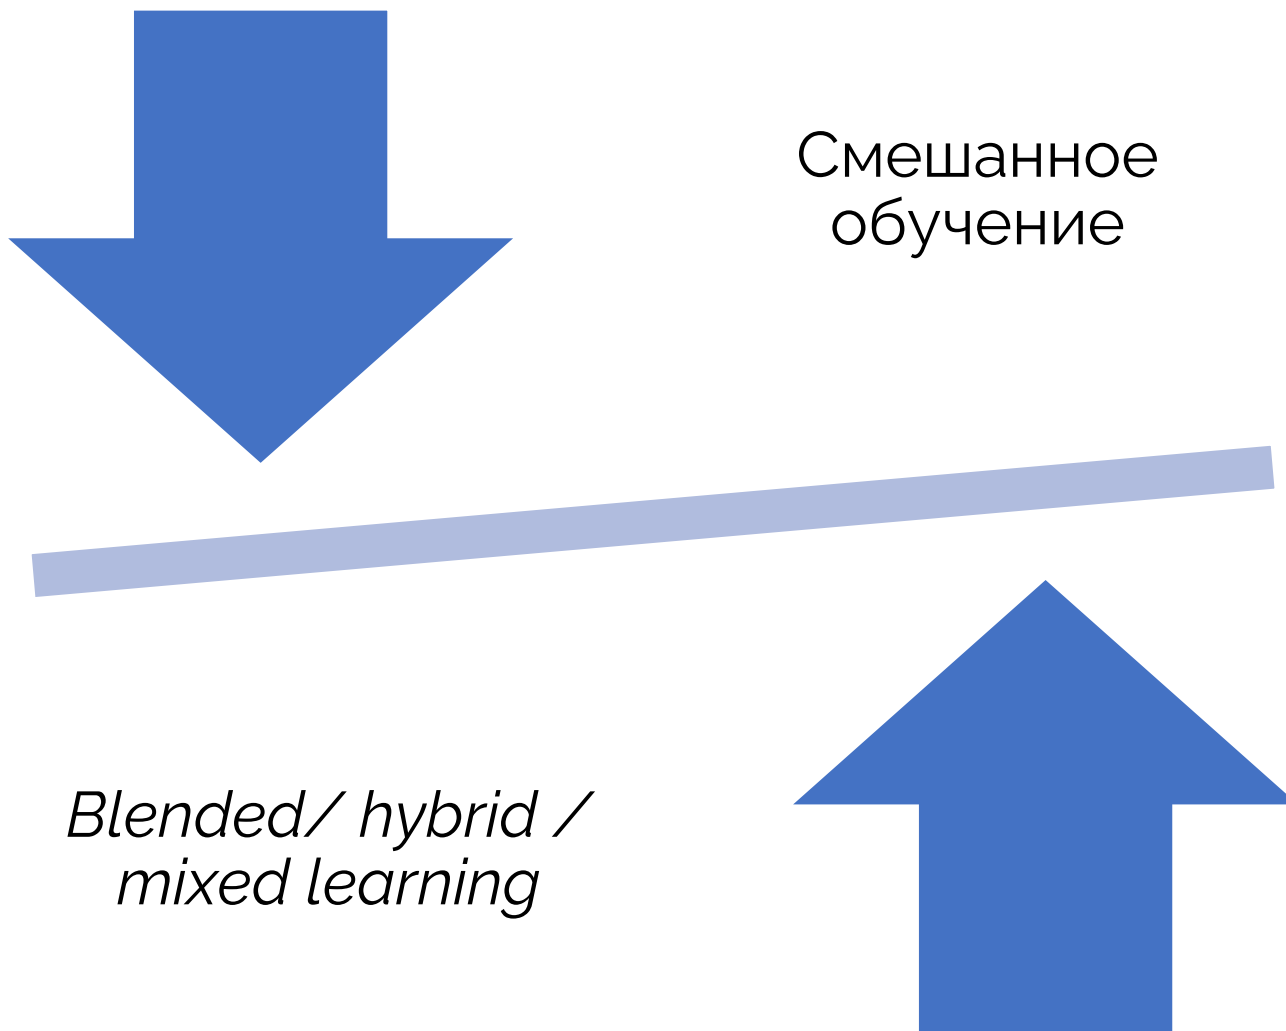 Смешанное
обучение
Blended/ hybrid /
mixed learning